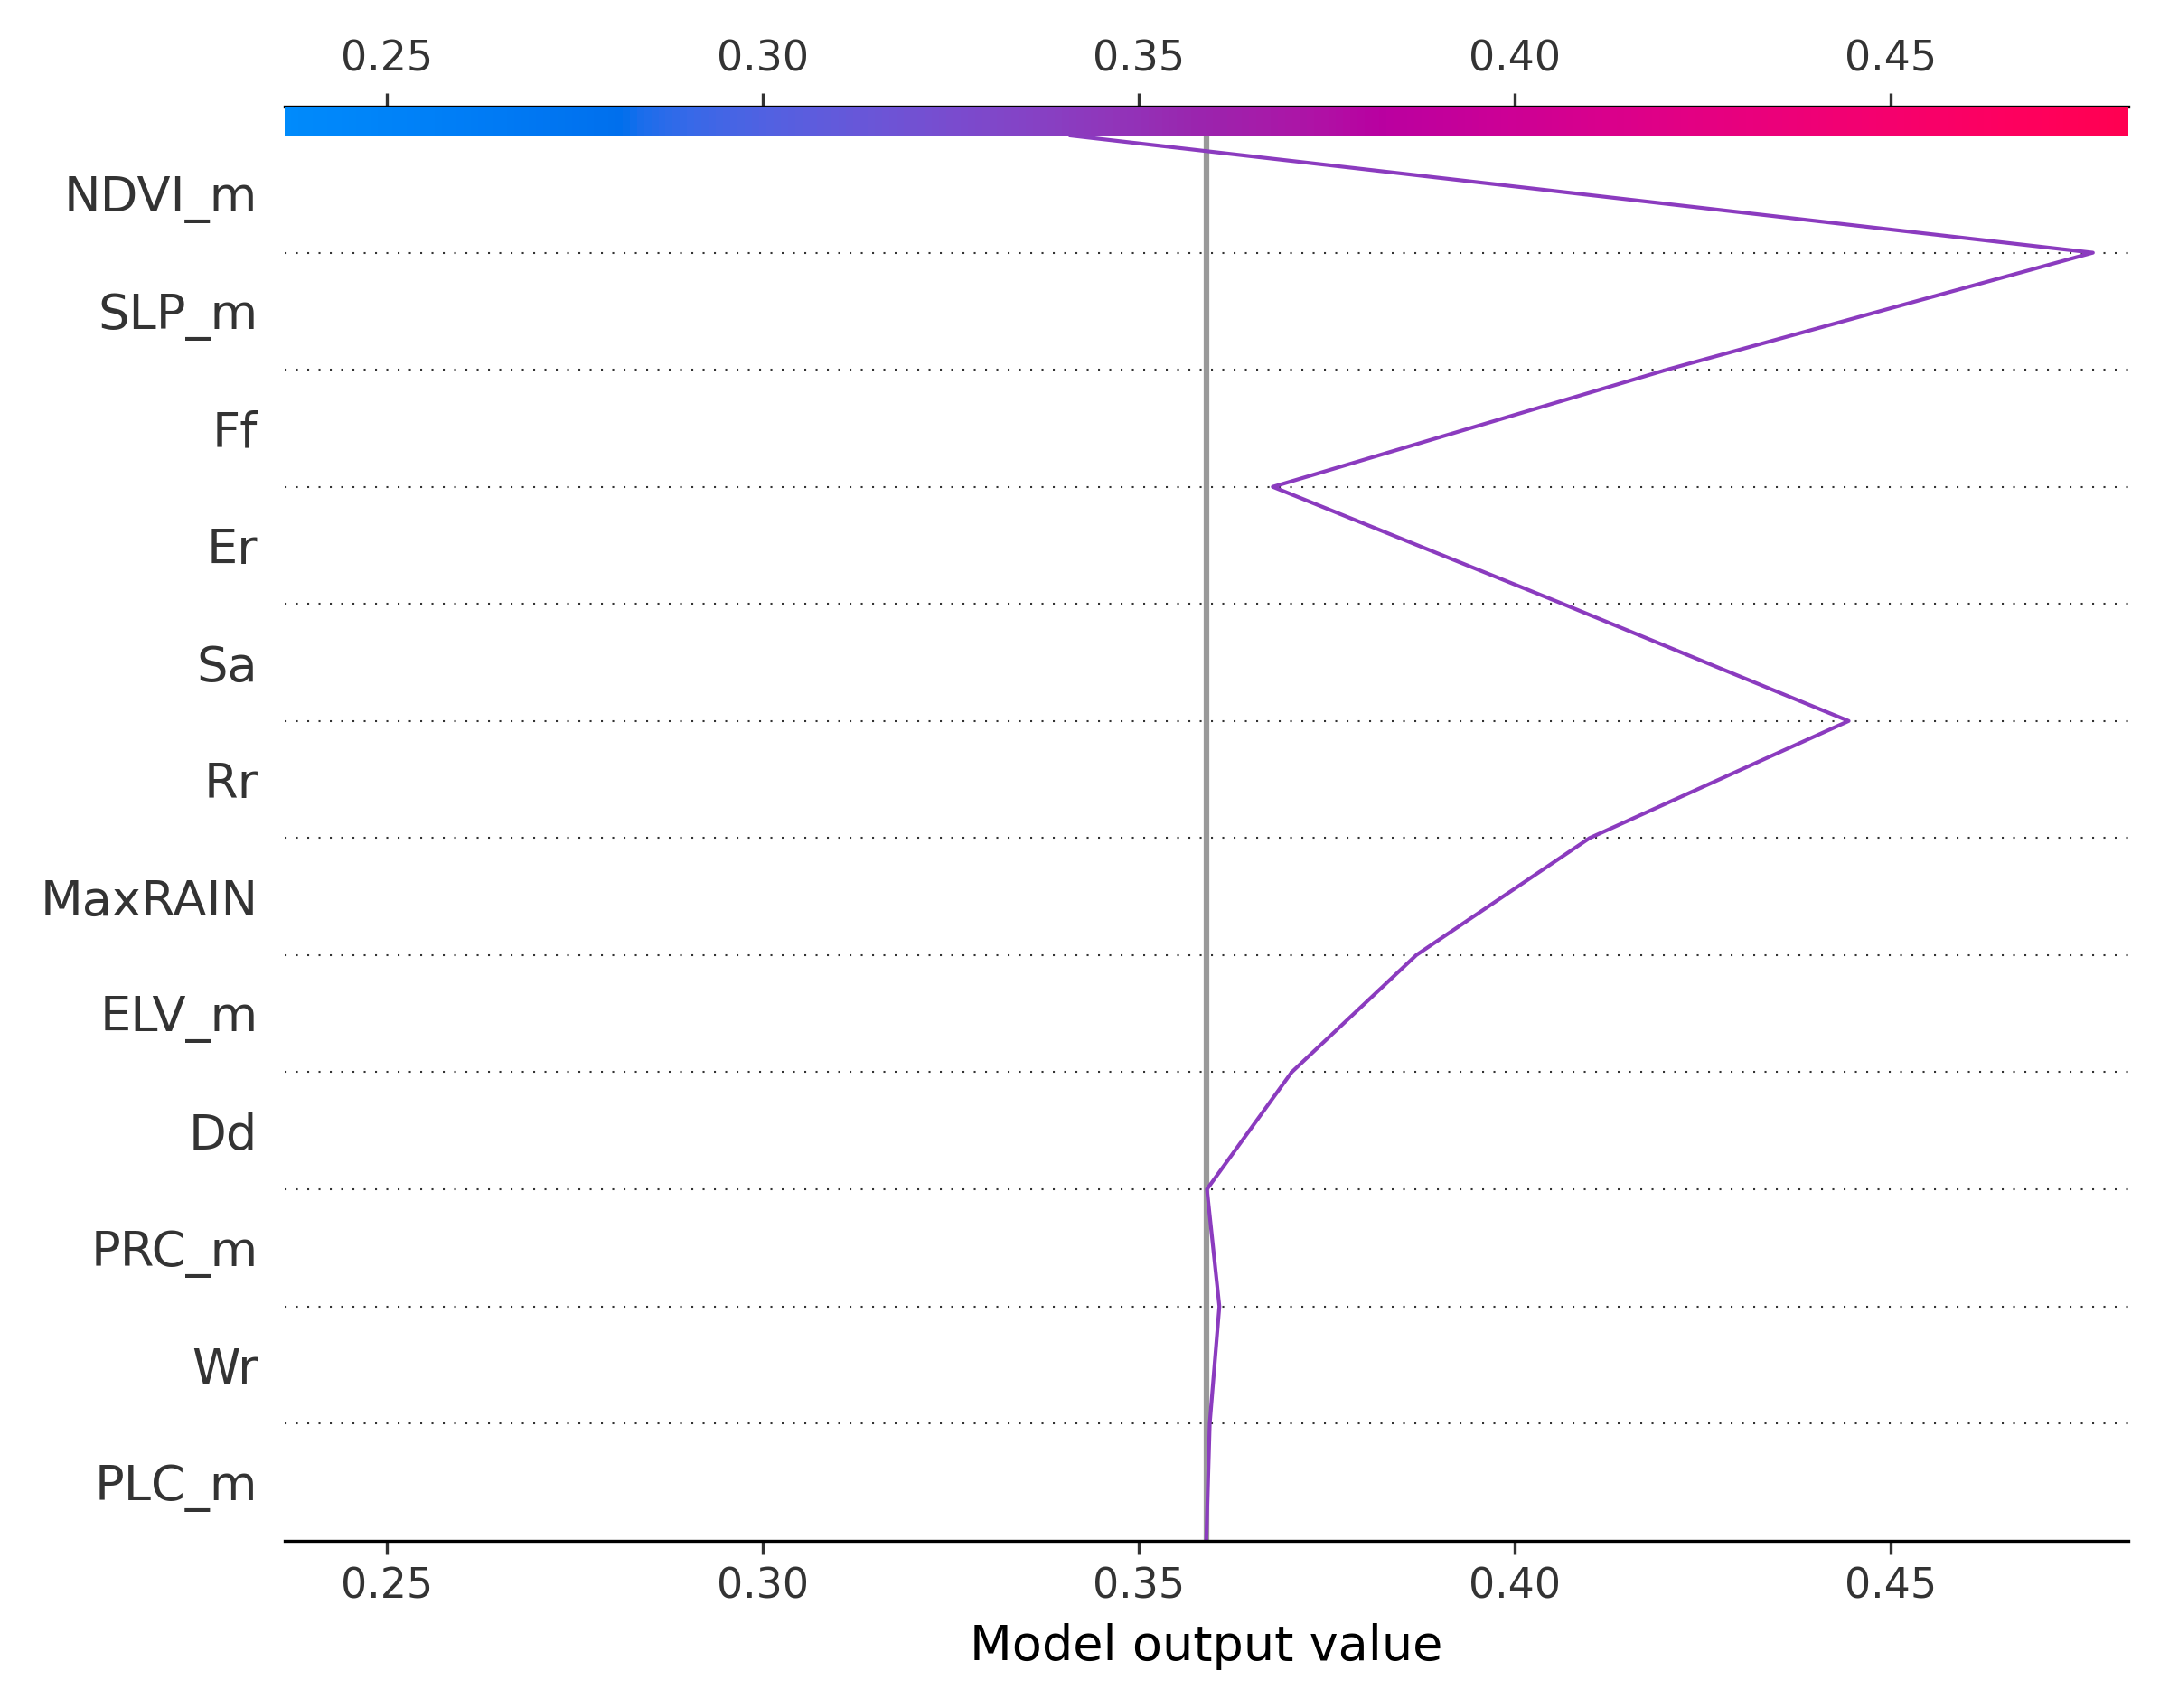 0.25 0.30 0.35 0.40 0.45
NDVI_m
SLP_m
Ff
Er
Sa
Rr
MaxRAIN
ELV_m
Dd
PRC_m
Wr
PLC_m
0.25 0.30 0.35 0.40 0.45
Model output value